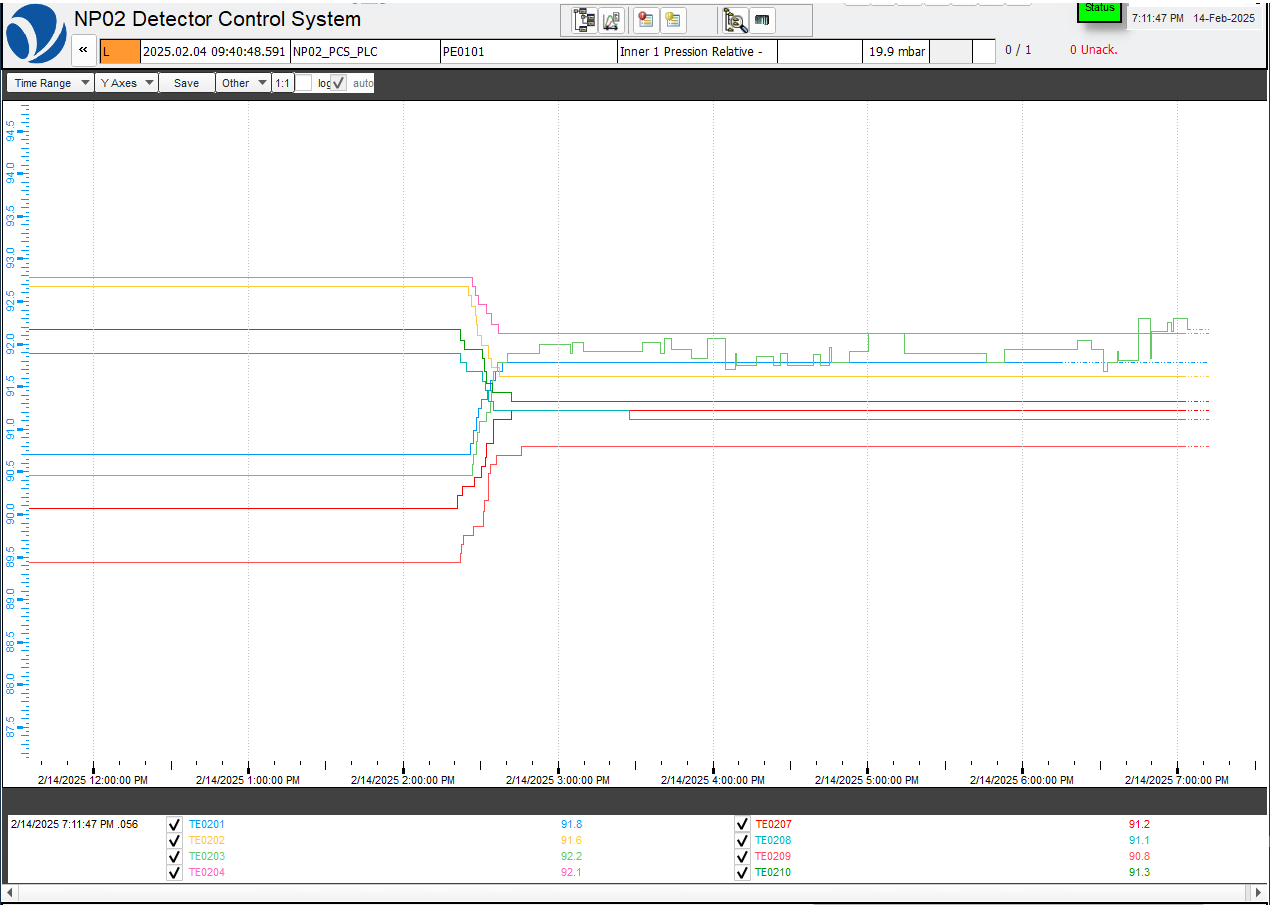 NP02 Detector Control System
Status
7:11:47 PM 14-Feb-2025
« L 2025.02.04 09:40:48.591 NP02_PCS_PLC PE0101 Inner 1 Pression Relative - 19.9 mbar 0 / 1 0 Unack.
Time Range Y Axes Save Other 1:1 log auto
94.5
94.0
93.5
93.0
92.5
92.0
91.5
91.0
90.5
90.0
89.5
89.0
88.5
88.0
87.5
2/14/2025 12:00:00 PM 2/14/2025 1:00:00 PM 2/14/2025 2:00:00 PM 2/14/2025 3:00:00 PM 2/14/2025 4:00:00 PM 2/14/2025 5:00:00 PM 2/14/2025 6:00:00 PM 2/14/2025 7:00:00 PM
2/14/2025 7:11:47 PM .056 TE0201 91.8 TE0207 91.2
TE0202 91.6 TE0208 91.1
TE0203 92.2 TE0209 90.8
TE0204 92.1 TE0210 91.3